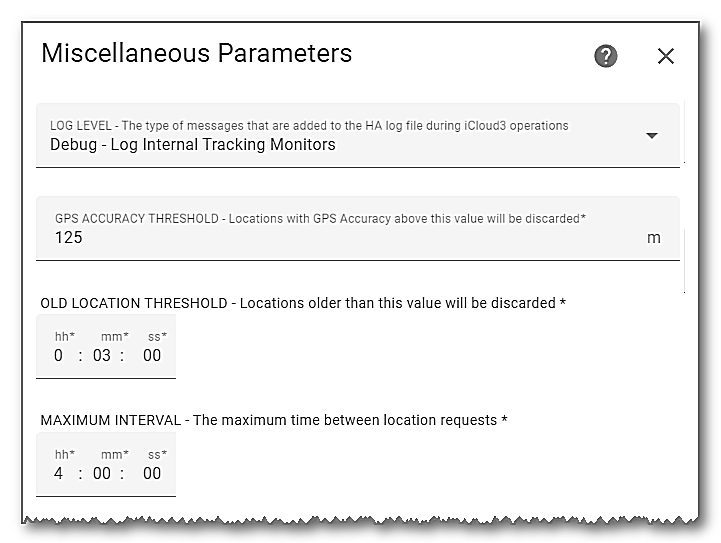 Miscellaneous Parameters
LOG LEVEL - The type of messages that are added to the HA log file during iCloud3 operations
Debug - Log Internal Tracking Monitors
GPS ACCURACY THRESHOLD - Locations with GPS Accuracy above this value will be discarded*
125 m
OLD LOCATION THRESHOLD - Locations older than this value will be discarded *
hh* mm* ss*
0 : 03 : 00
MAXIMUM INTERVAL - The maximum time between location requests *
hh* mm* ss*
4 : 00 : 00